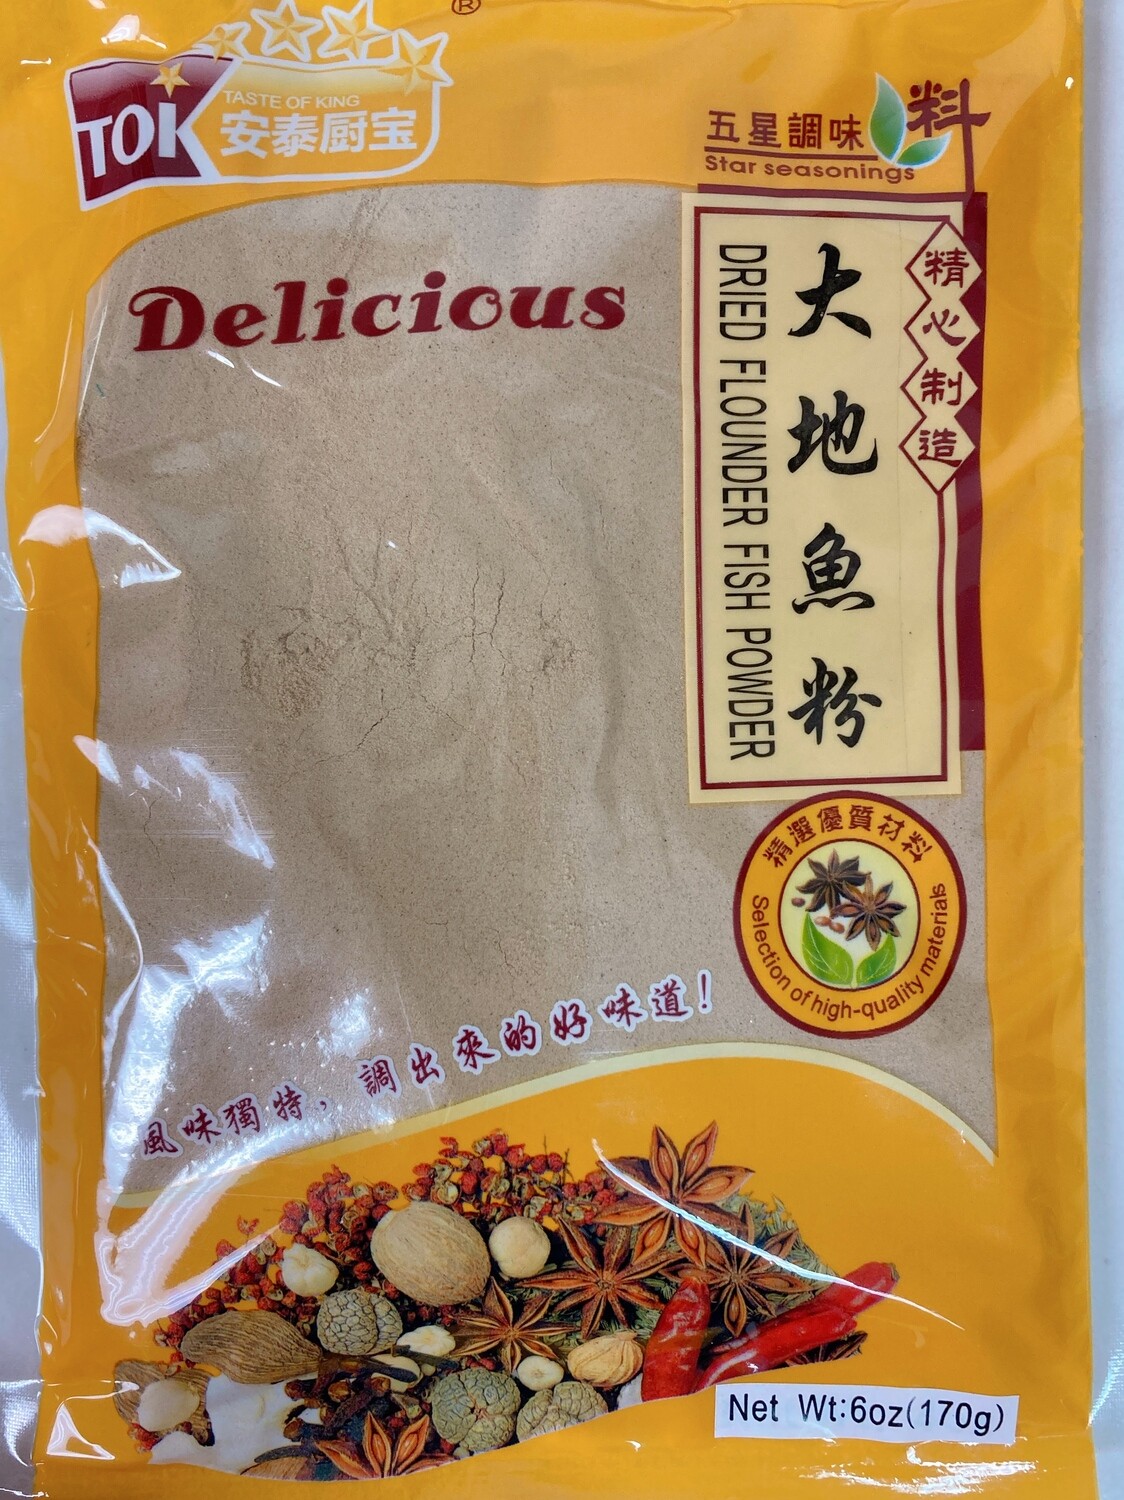 ®
TOK
TASTE OF KING
安泰厨宝
五星調味料
Star seasonings
Delicious
精心制造
大地魚粉
DRIED FLOUNDER FISH POWDER
精選優質材料
Selection of high-quality materials
風味獨特，調出來的好味道！
Net Wt:6oz(170g)